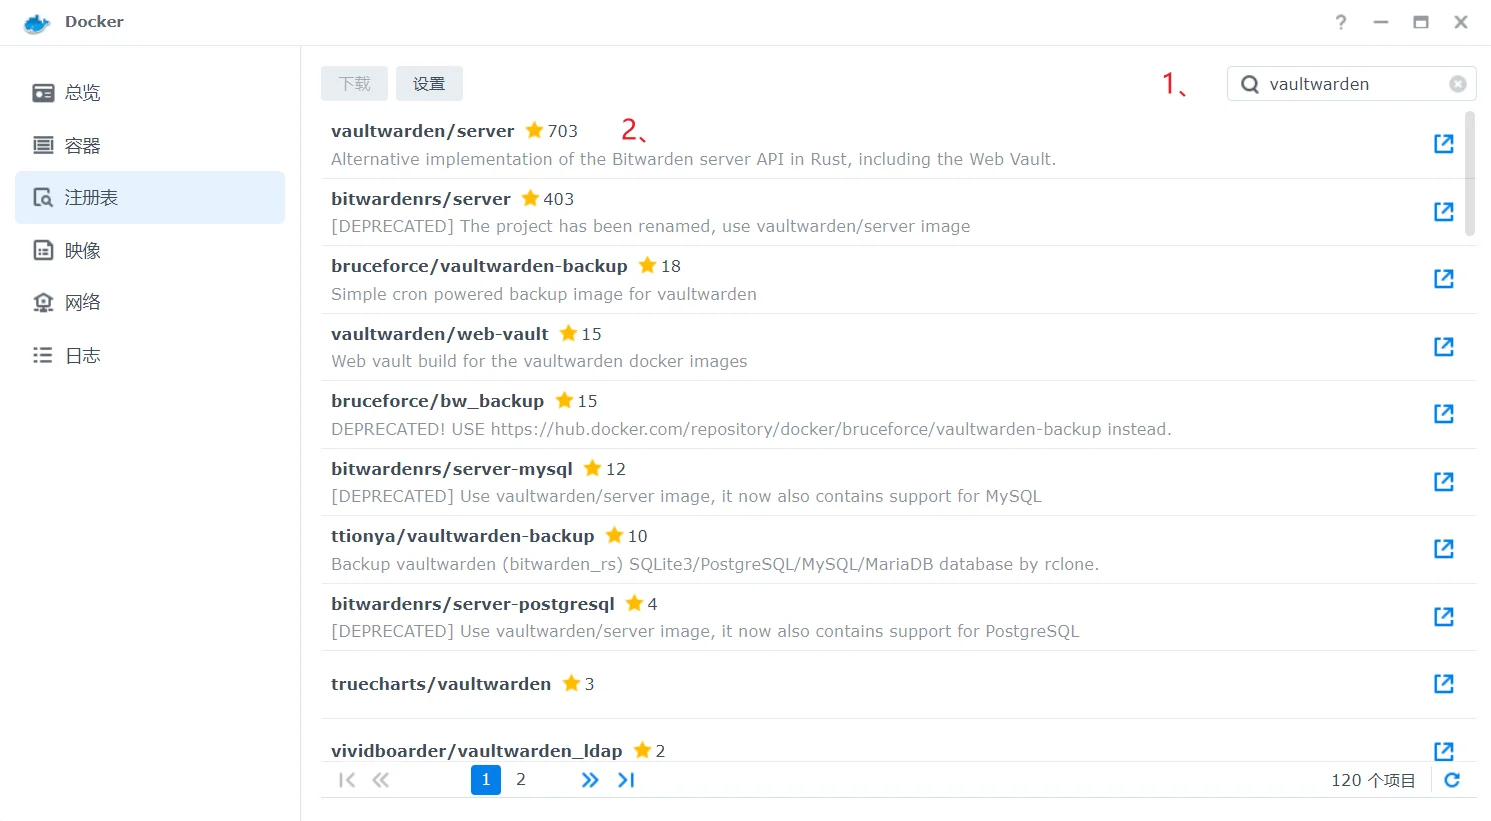 Docker
?
总览
容器
注册表
映像
网络
日志
下载 设置
1、
vaultwarden
vaultwarden/server 703
2、
Alternative implementation of the Bitwarden server API in Rust, including the Web Vault.
bitwardenrs/server 403
[DEPRECATED] The project has been renamed, use vaultwarden/server image
bruceforce/vaultwarden-backup 18
Simple cron powered backup image for vaultwarden
vaultwarden/web-vault 15
Web vault build for the vaultwarden docker images
bruceforce/bw_backup 15
DEPRECATED! USE https://hub.docker.com/repository/docker/bruceforce/vaultwarden-backup instead.
bitwardenrs/server-mysql 12
[DEPRECATED] Use vaultwarden/server image, it now also contains support for MySQL
ttionya/vaultwarden-backup 10
Backup vaultwarden (bitwarden_rs) SQLite3/PostgreSQL/MySQL/MariaDB database by rclone.
bitwardenrs/server-postgresql 4
[DEPRECATED] Use vaultwarden/server image, it now also contains support for PostgreSQL
truecharts/vaultwarden 3
vividboarder/vaultwarden_ldap 2
1 2
120 个项目